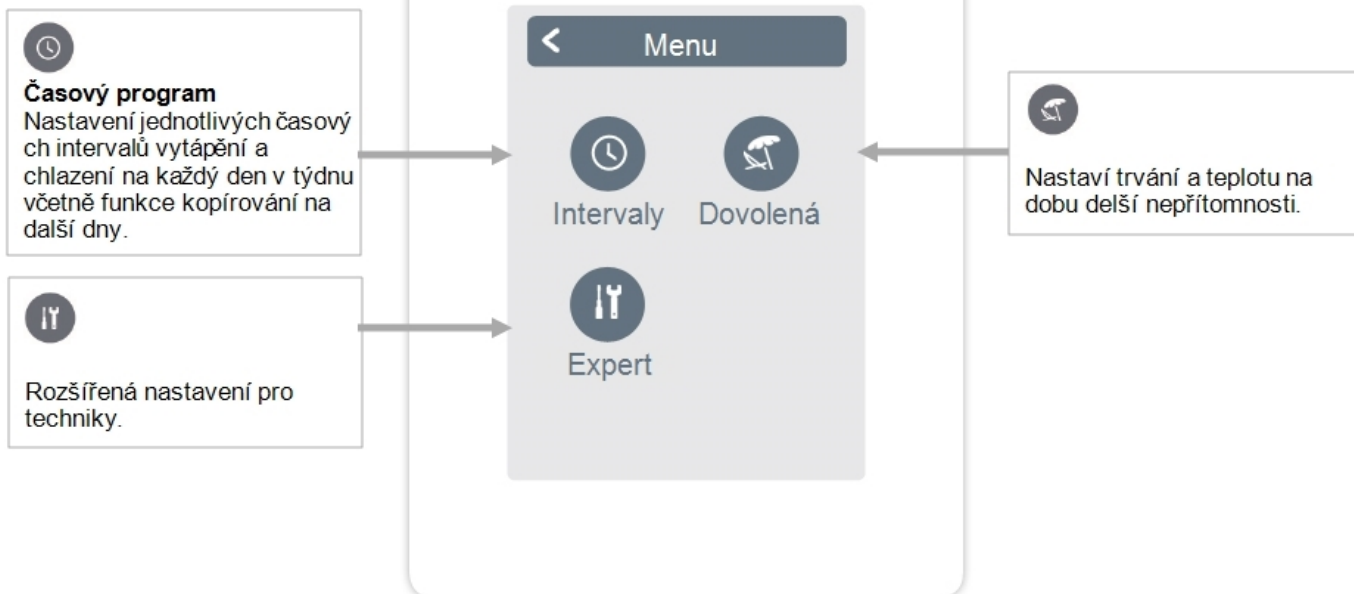 Časový program
Nastavení jednotlivých časový
ch intervalů vytápění a
chlazení na každý den v týdnu
včetně funkce kopírování na
další dny.
Rozšířená nastavení pro
techniky.
Menu
Intervaly
Dovolená
Expert
Nastaví trvání a teplotu na
dobu delší nepřítomnosti.